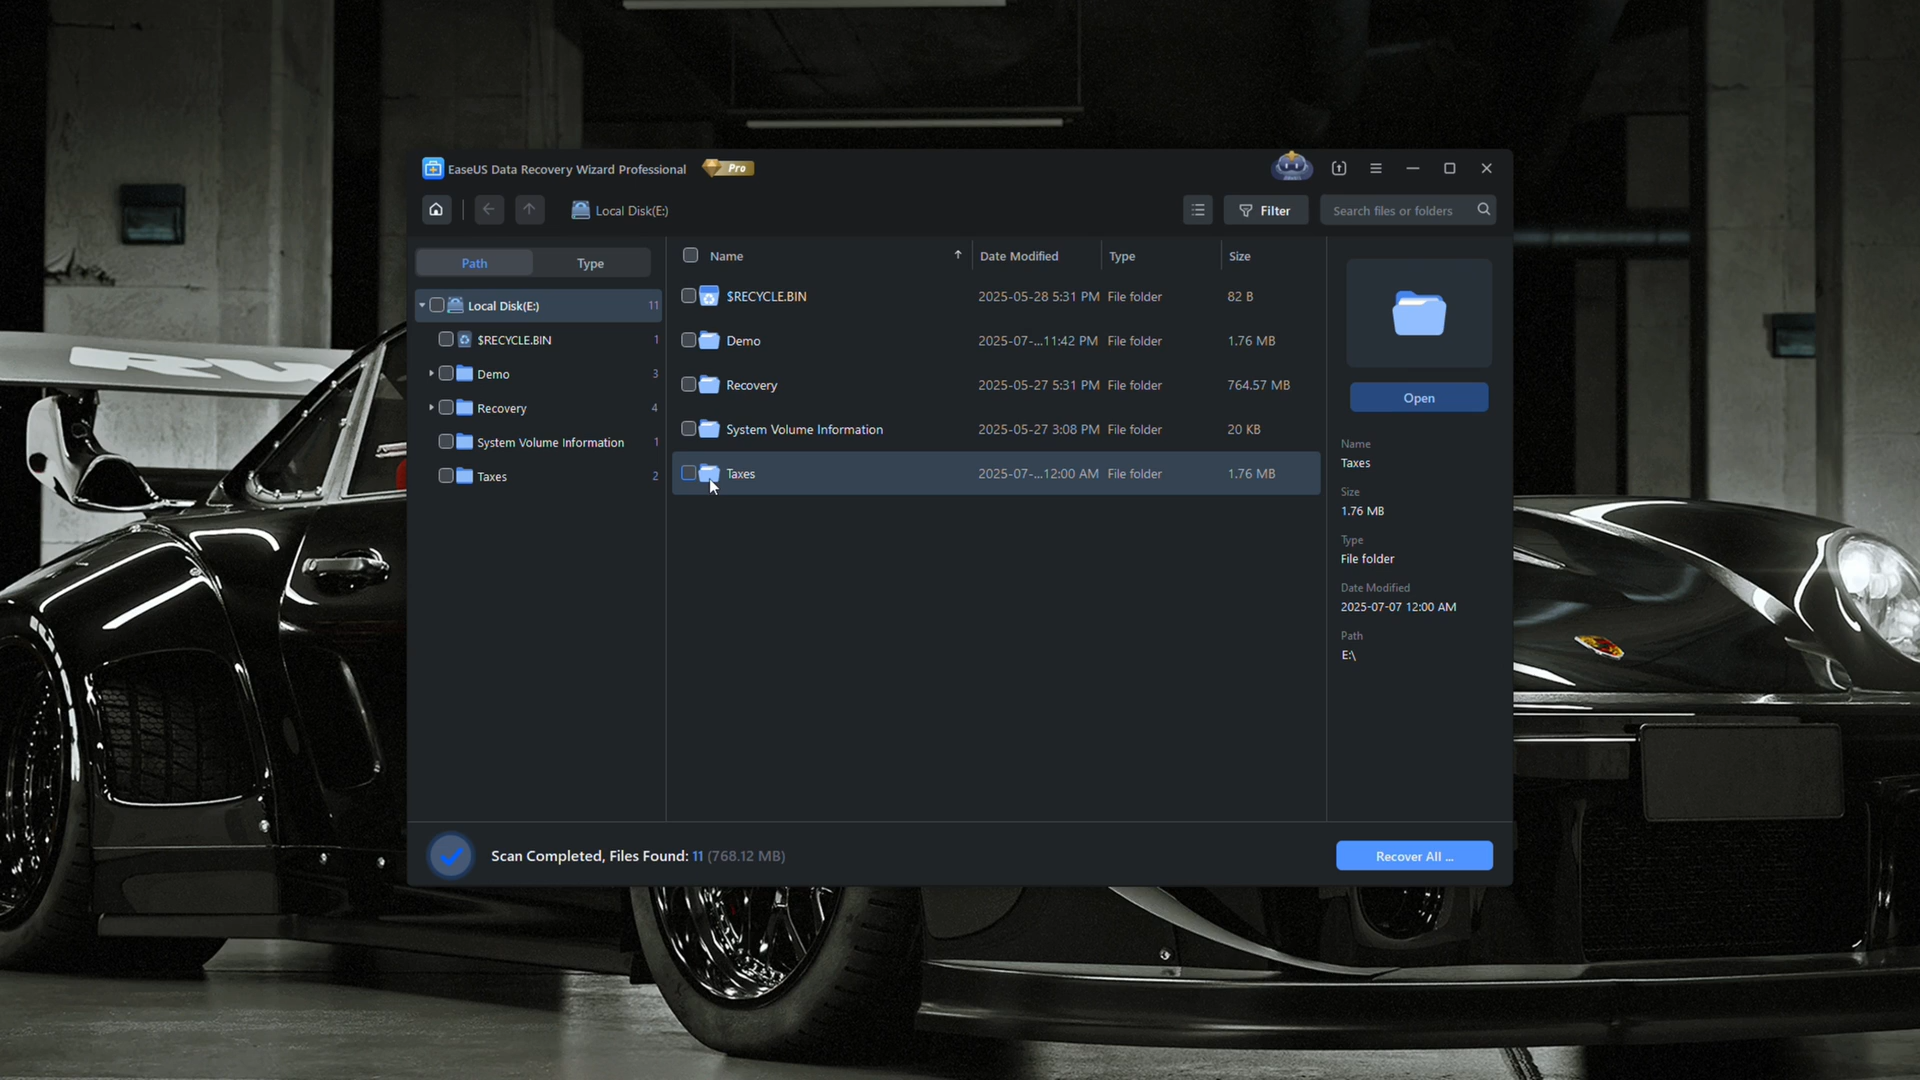 EaseUS Data Recovery Wizard Professional Pro
Local Disk(E:) Filter Search files or folders
Path Type
Local Disk(E:) 11
$RECYCLE.BIN 1
Demo 3
Recovery 4
System Volume Information 1
Taxes 2
Name Date Modified Type Size
$RECYCLE.BIN 2025-05-28 5:31 PM File folder 82 B
Demo 2025-07-...11:42 PM File folder 1.76 MB
Recovery 2025-05-27 5:31 PM File folder 764.57 MB
System Volume Information 2025-05-27 3:08 PM File folder 20 KB
Taxes 2025-07-...12:00 AM File folder 1.76 MB
Open
Name
Taxes
Size
1.76 MB
Type
File folder
Date Modified
2025-07-07 12:00 AM
Path
E:\
Scan Completed, Files Found: 11 (768.12 MB)
Recover All ...